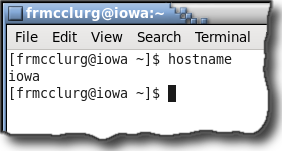 frmcclurg@iowa:~
File Edit View Search Terminal
[frmcclurg@iowa ~]$ hostname
iowa
[frmcclurg@iowa ~]$